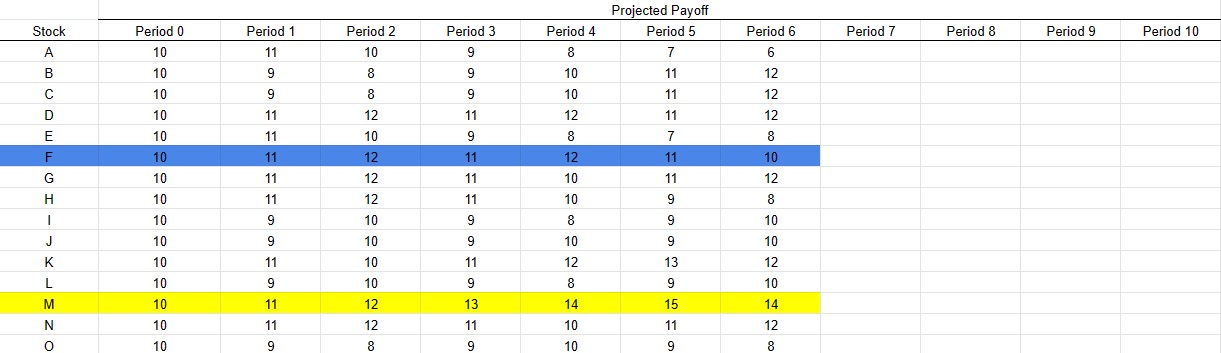 Projected Payoff
Stock Period 0 Period 1 Period 2 Period 3 Period 4 Period 5 Period 6 Period 7 Period 8 Period 9 Period 10
A 10 11 10 9 8 7 6
B 10 9 8 9 10 11 12
C 10 9 8 9 10 11 12
D 10 11 12 11 12 11 12
E 10 11 10 9 8 7 8
F 10 11 12 11 12 11 10
G 10 11 12 11 10 11 12
H 10 11 12 11 10 9 8
I 10 9 10 9 8 9 10
J 10 9 10 9 10 9 10
K 10 11 10 11 12 13 12
L 10 9 10 9 8 9 10
M 10 11 12 13 14 15 14
N 10 11 12 11 10 11 12
O 10 9 8 9 10 9 8